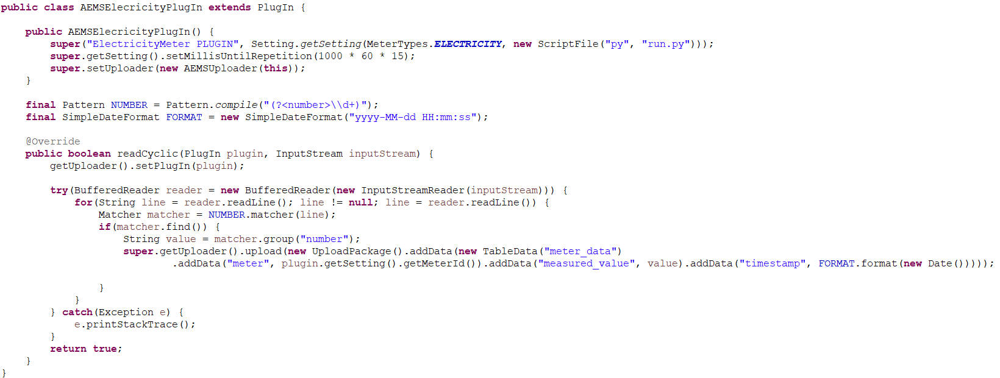 public class AEMSElecricityPlugIn extends PlugIn {
public AEMSElecricityPlugIn() {
super("ElectricityMeter PLUGIN", Setting.getSetting(MeterTypes.ELECTRICITY, new ScriptFile("py", "run.py")));
super.getSetting().setMillisUntilRepetition(1000 * 60 * 15);
super.setUploader(new AEMSUploader(this));
}
final Pattern NUMBER = Pattern.compile("(?<number>\\d+)");
final SimpleDateFormat FORMAT = new SimpleDateFormat("yyyy-MM-dd HH:mm:ss");
@Override
public boolean readCyclic(PlugIn plugin, InputStream inputStream) {
getUploader().setPlugIn(plugin);
try(BufferedReader reader = new BufferedReader(new InputStreamReader(inputStream))) {
for(String line = reader.readLine(); line != null; line = reader.readLine()) {
Matcher matcher = NUMBER.matcher(line);
if(matcher.find()) {
String value = matcher.group("number");
super.getUploader().upload(new UploadPackage().addData(new TableData("meter_data")
.addData("meter", plugin.getSetting().getMeterId()).addData("measured_value", value).addData("timestamp", FORMAT.format(new Date()))));
}
}
} catch(Exception e) {
e.printStackTrace();
}
return true;
}
}